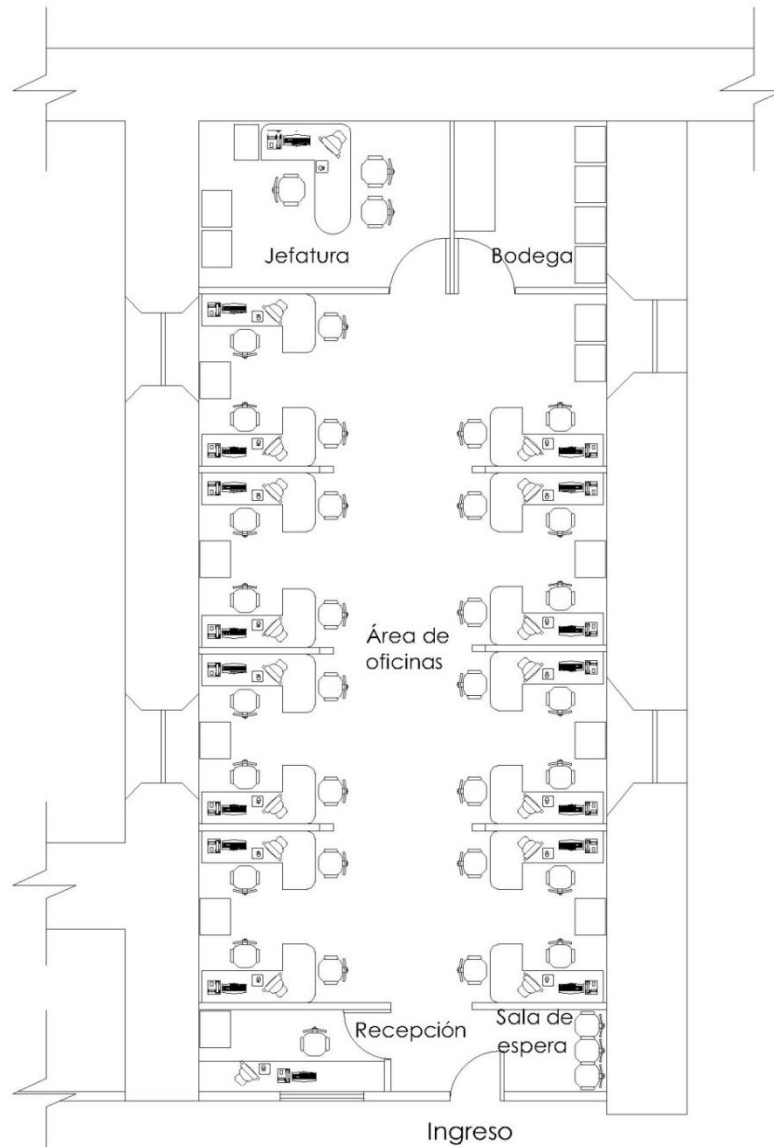 Jefatura
Bodega
Área de
oficinas
Recepción
Sala de
espera
Ingreso